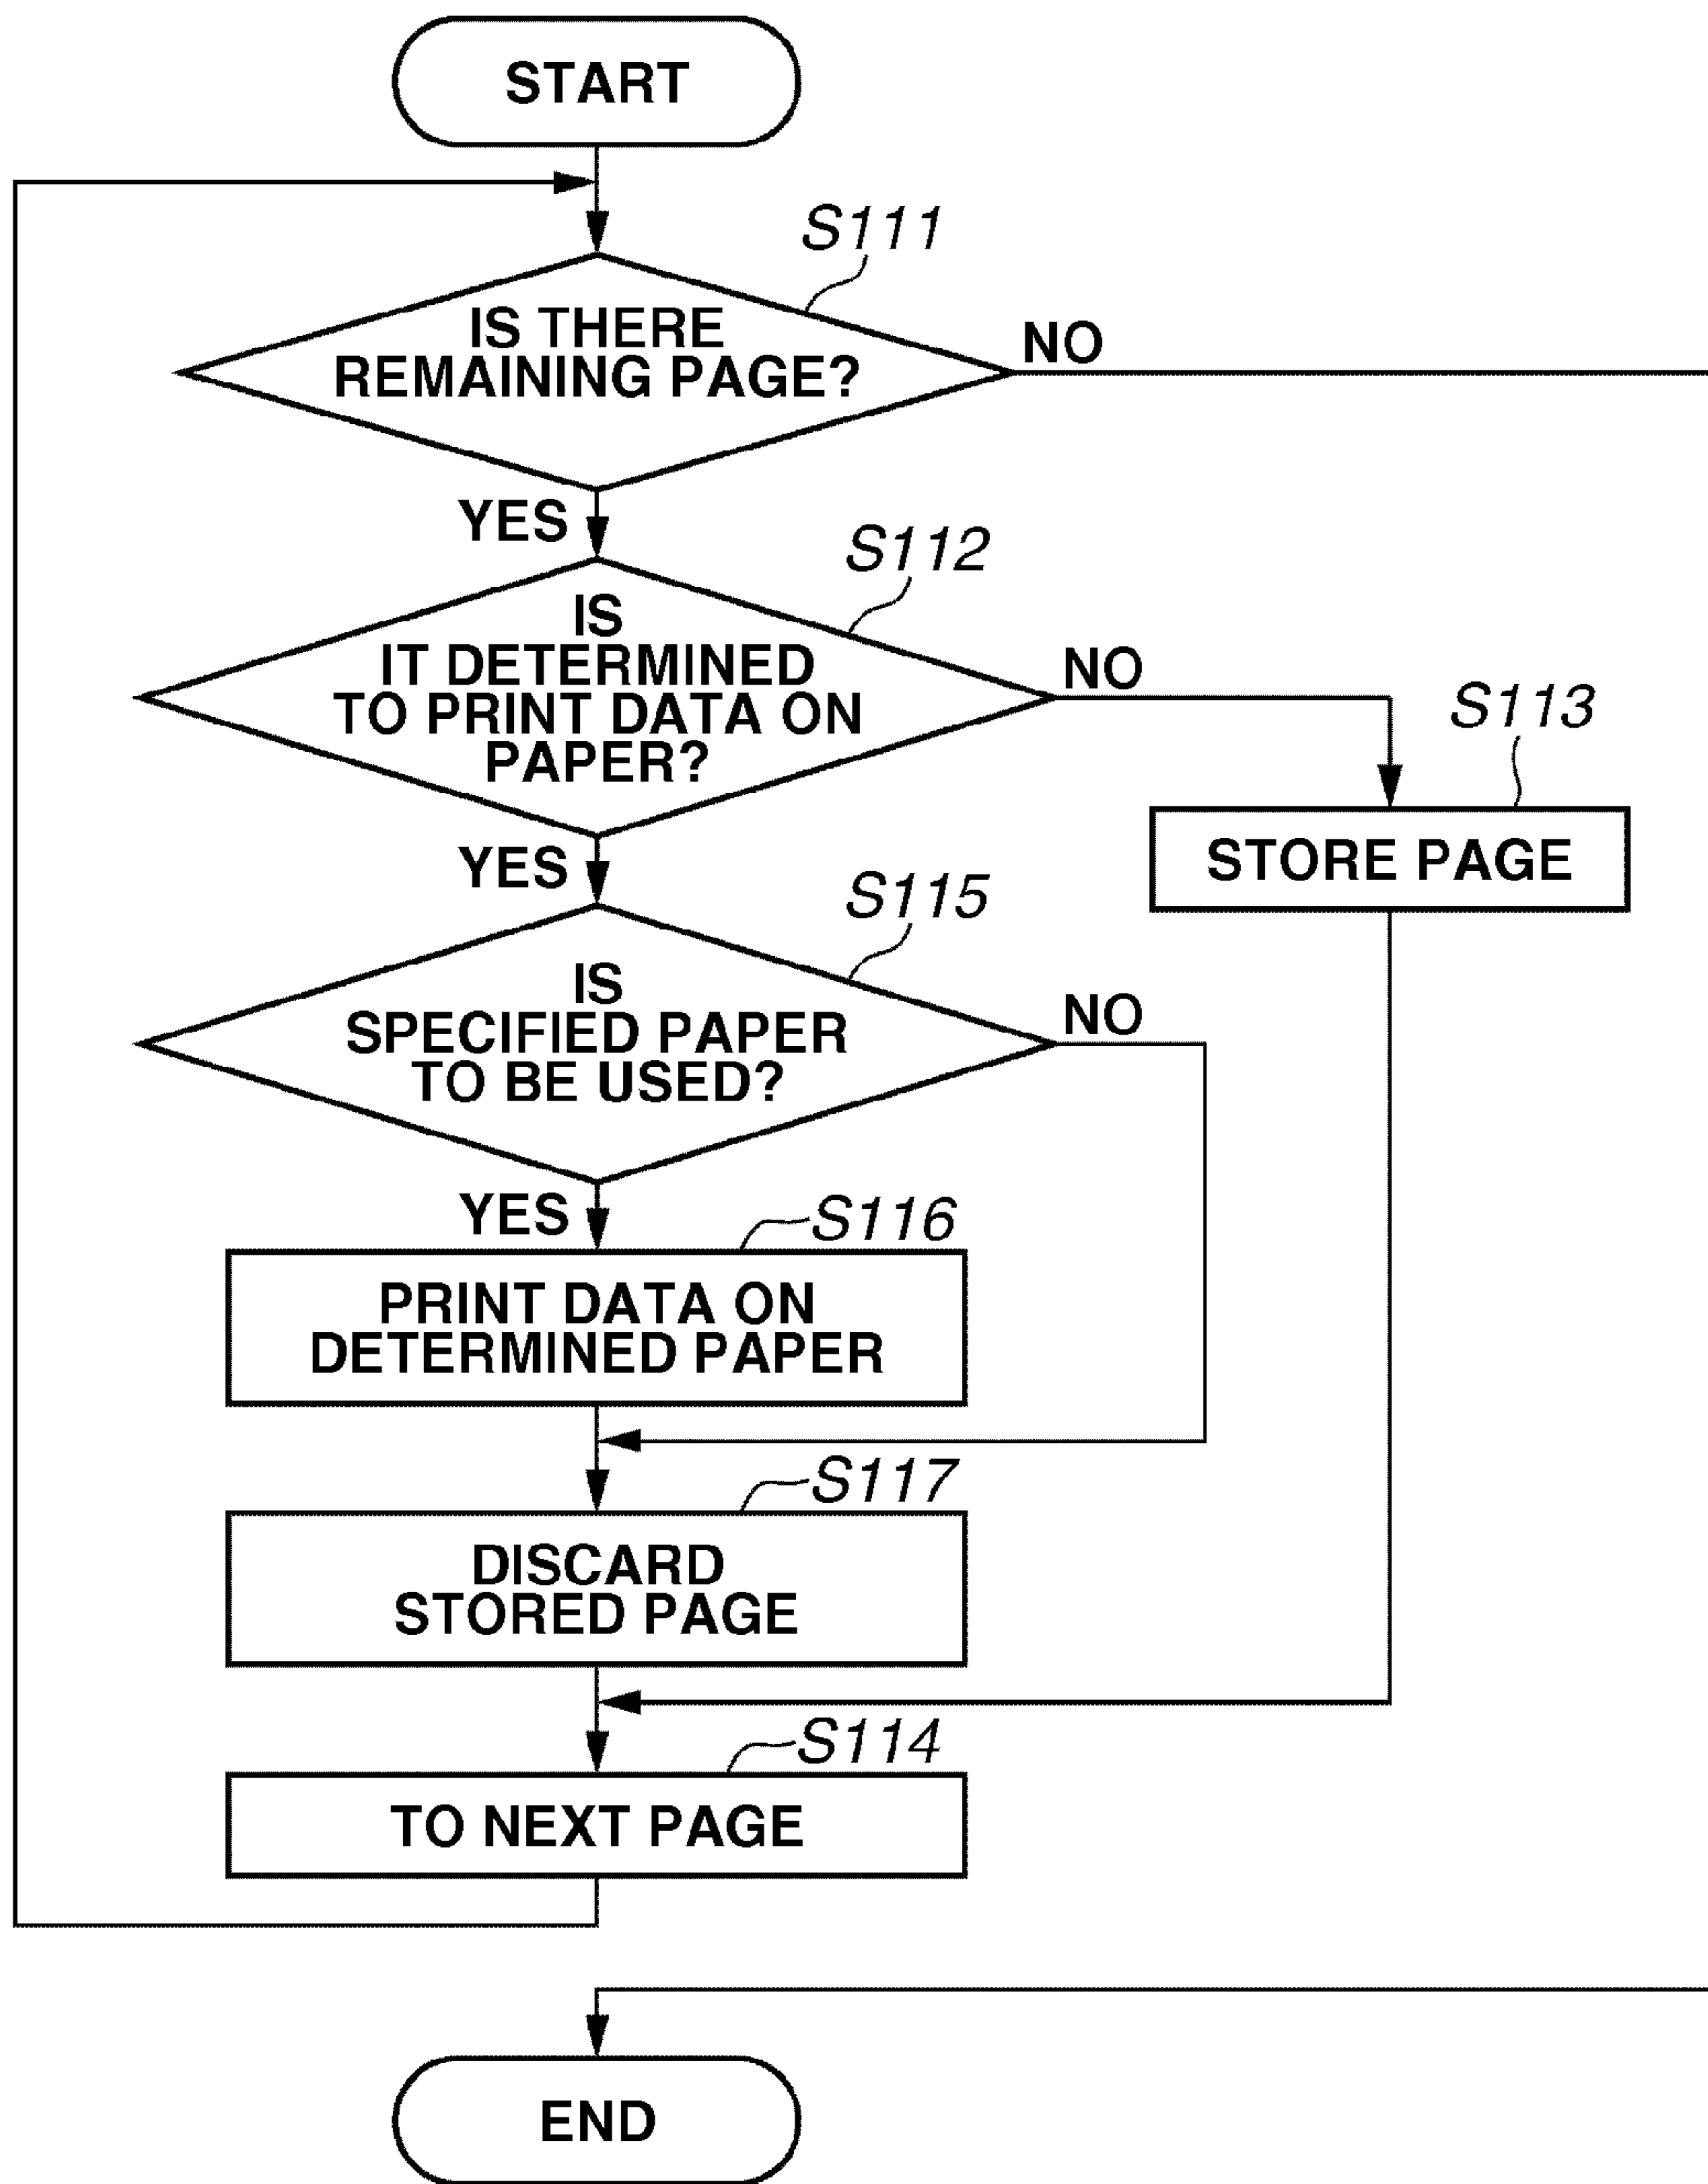 START
S111
IS THERE
REMAINING PAGE?
NO
YES
S112
IS
IT DETERMINED
TO PRINT DATA ON
PAPER?
NO
S113
STORE PAGE
YES
S115
IS
SPECIFIED PAPER
TO BE USED?
NO
YES
S116
PRINT DATA ON
DETERMINED PAPER
S117
DISCARD
STORED PAGE
S114
TO NEXT PAGE
END